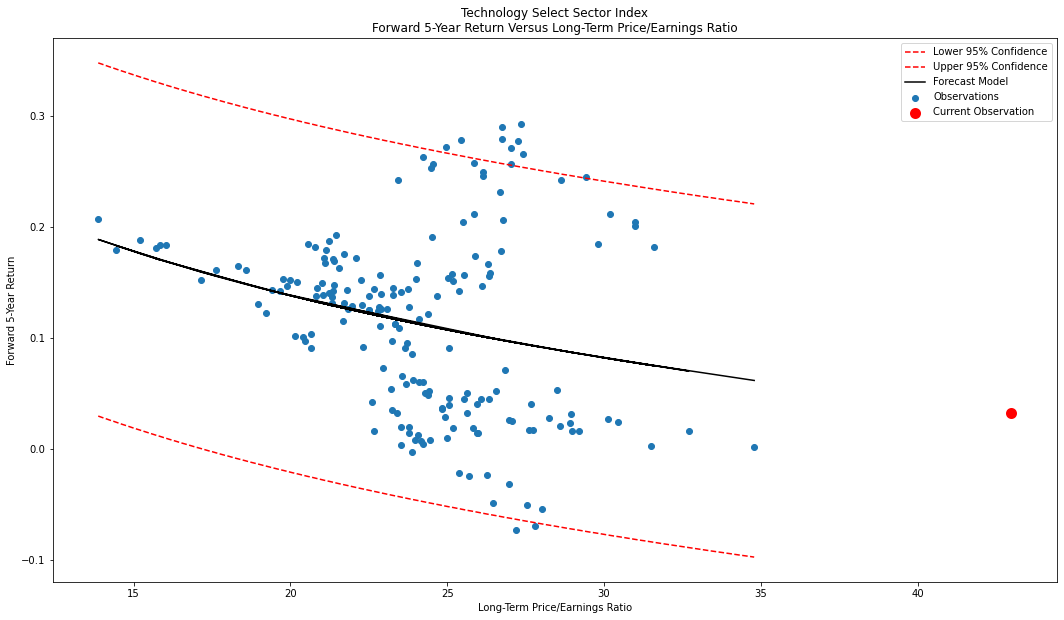 Technology Select Sector Index
Forward 5-Year Return Versus Long-Term Price/Earnings Ratio
Lower 95% Confidence
Upper 95% Confidence
Forecast Model
Observations
Current Observation
Forward 5-Year Return
0.3
0.2
0.1
0.0
−0.1
15 20 25 30 35 40
Long-Term Price/Earnings Ratio